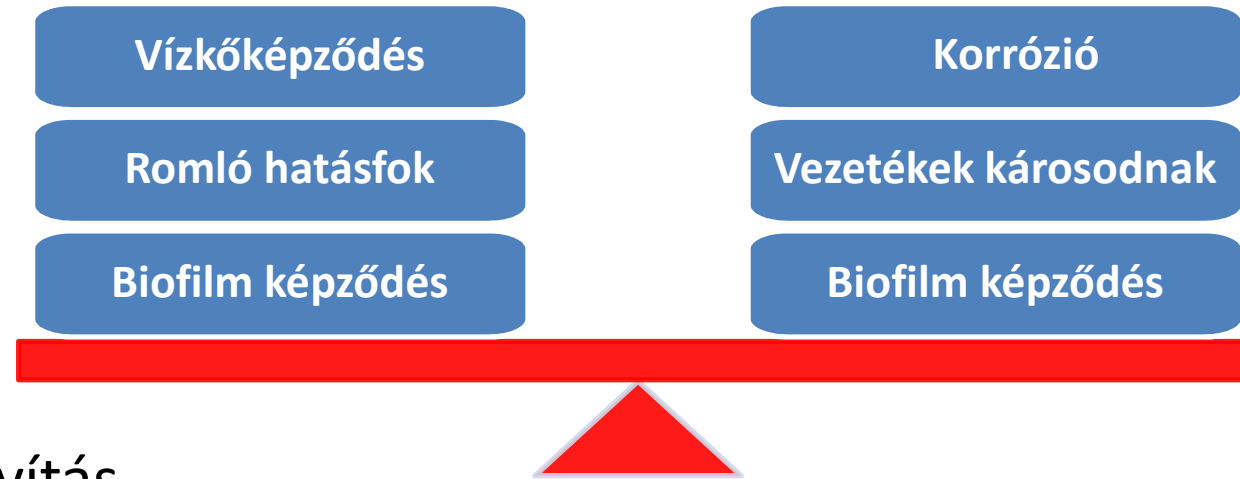 Vízkőképződés
Korrózió
Romló hatásfok
Vezetékek károsodnak
Biofilm képződés
Biofilm képződés